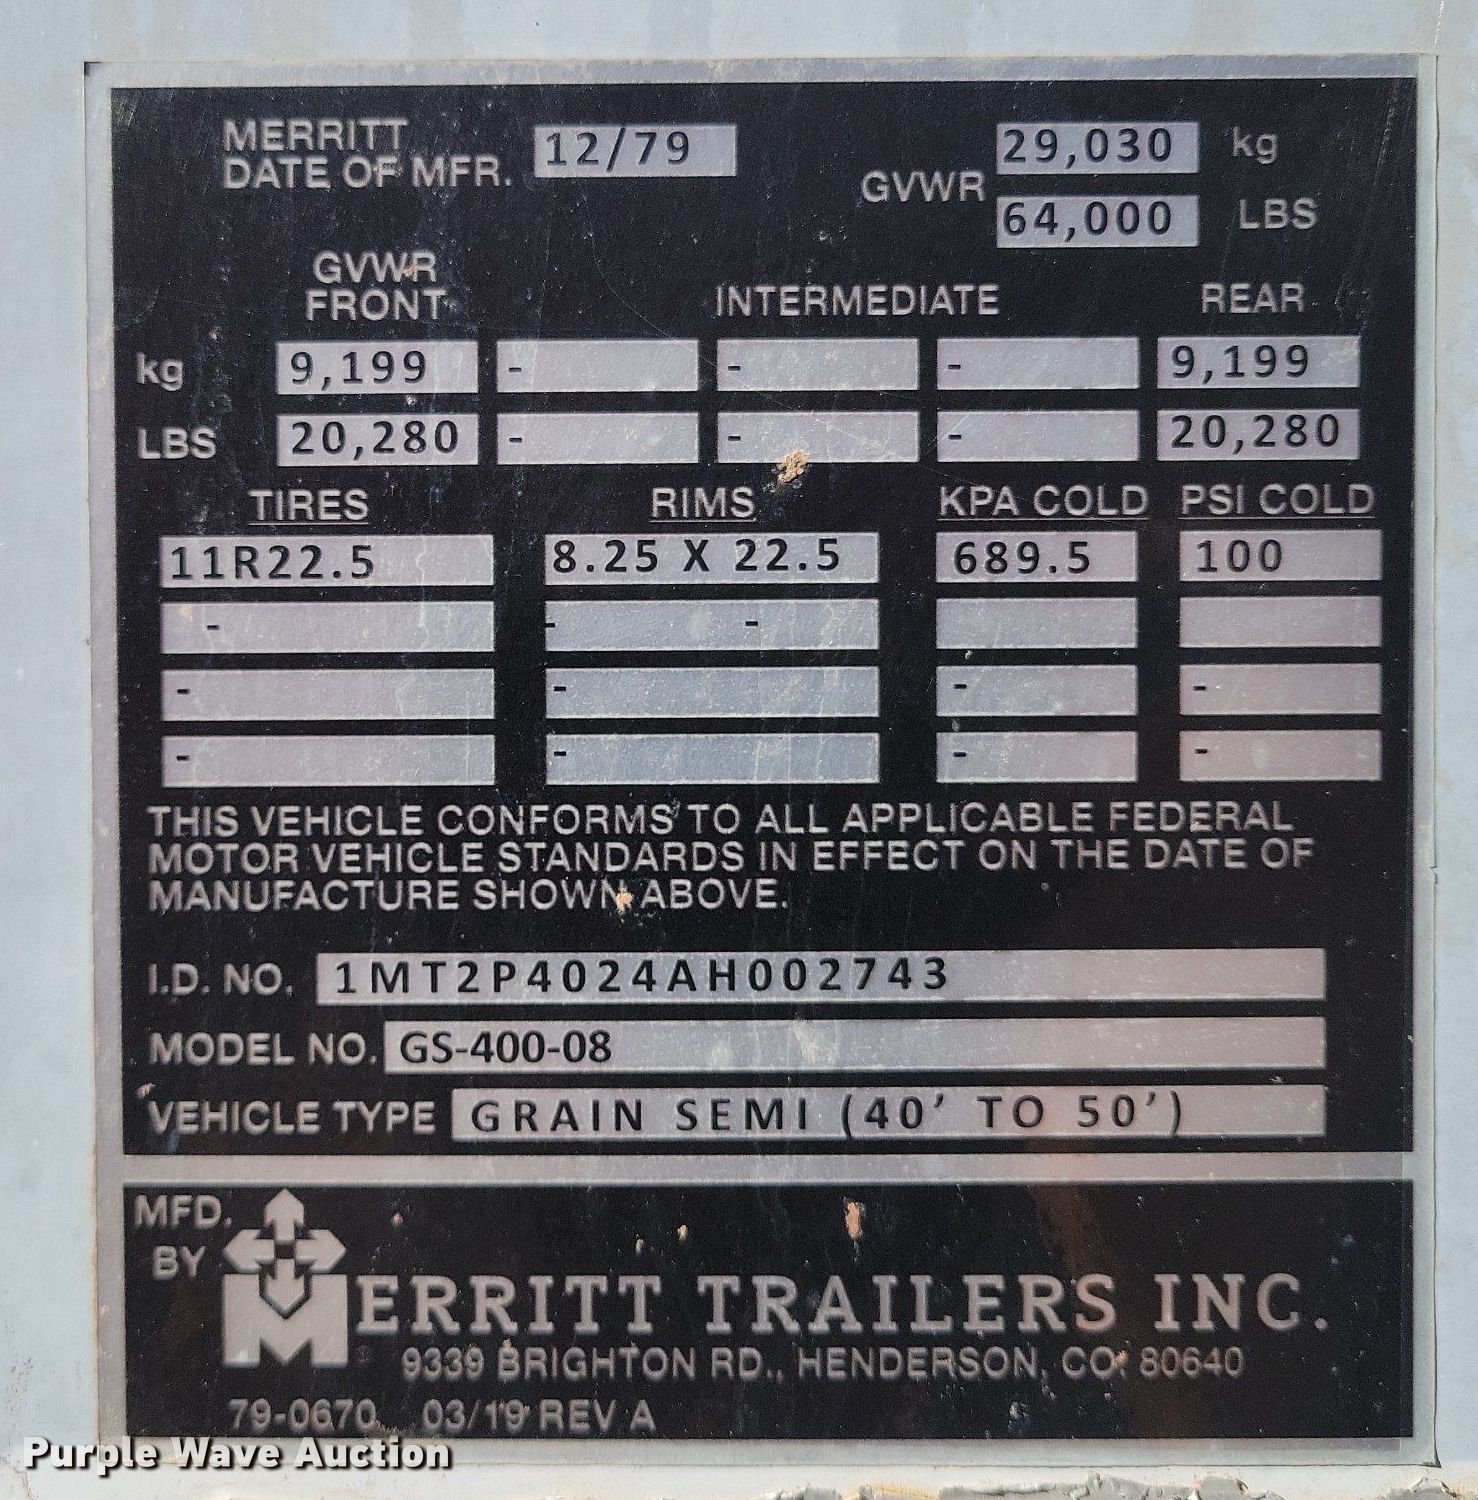 MERRITT
DATE OF MFR. 12/79
GVWR 29,030 kg
64,000 LBS
GVWR
FRONT INTERMEDIATE REAR
kg 9,199 - - - 9,199
LBS 20,280 - - - 20,280
TIRES RIMS KPA COLD PSI COLD
11R22.5 8.25 X 22.5 689.5 100
- - -
- - - -
- - - -
THIS VEHICLE CONFORMS TO ALL APPLICABLE FEDERAL
MOTOR VEHICLE STANDARDS IN EFFECT ON THE DATE OF
MANUFACTURE SHOWN ABOVE.
I.D. NO. 1MT2P4024AH002743
MODEL NO. GS-400-08
VEHICLE TYPE GRAIN SEMI (40' TO 50')
MFD.
BY
MERRITT TRAILERS INC.
9339 BRIGHTON RD., HENDERSON, CO. 80640
79-0670 03/19 REV A
Purple Wave Auction